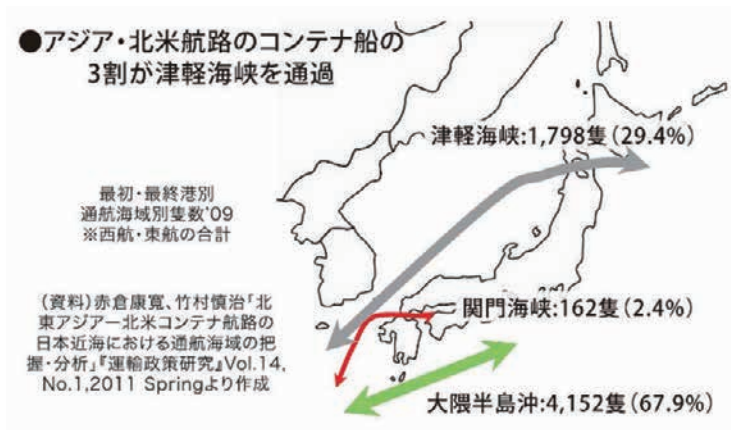 ●アジア・北米航路のコンテナ船の
3割が津軽海峡を通過
津軽海峡:1,798隻(29.4%)
最初・最終港別
通航海域別隻数'09
※西航・東航の合計
(資料)赤倉康寛、竹村慎治「北
東アジアー北米コンテナ航路の
日本近海における通航海域の把
握・分析」『運輸政策研究』Vol.14,
No.1,2011 Springより作成
関門海峡:162隻(2.4%)
大隅半島沖:4,152隻(67.9%)